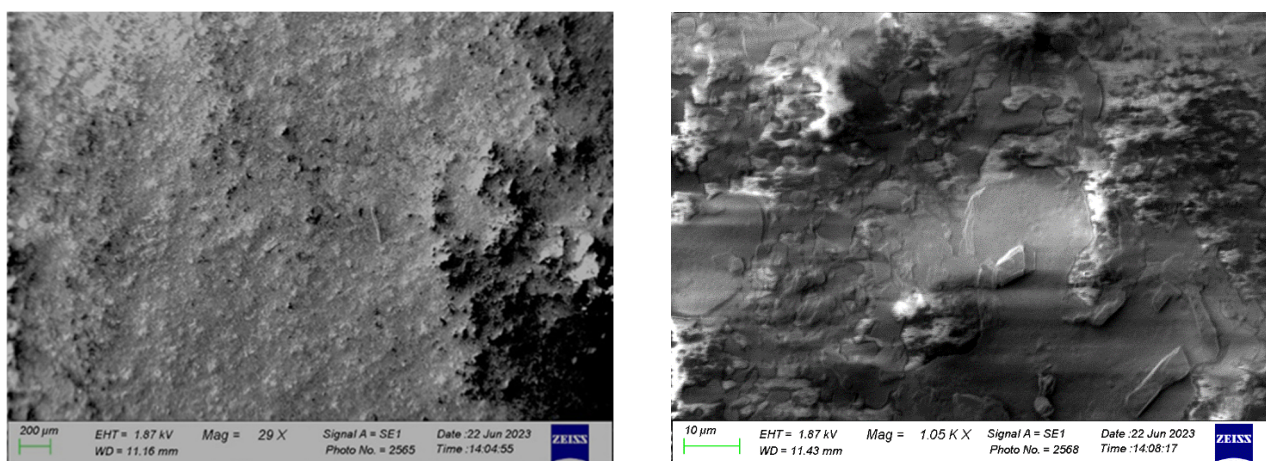 200 µm
EHT = 1.87 kV
WD = 11.16 mm
Mag = 29 X
Signal A = SE1
Photo No. = 2565
Date :22 Jun 2023
Time :14:04:55
ZEISS
10 µm
EHT = 1.87 kV
WD = 11.43 mm
Mag = 1.05 K X
Signal A = SE1
Photo No. = 2568
Date :22 Jun 2023
Time :14:08:17
ZEISS